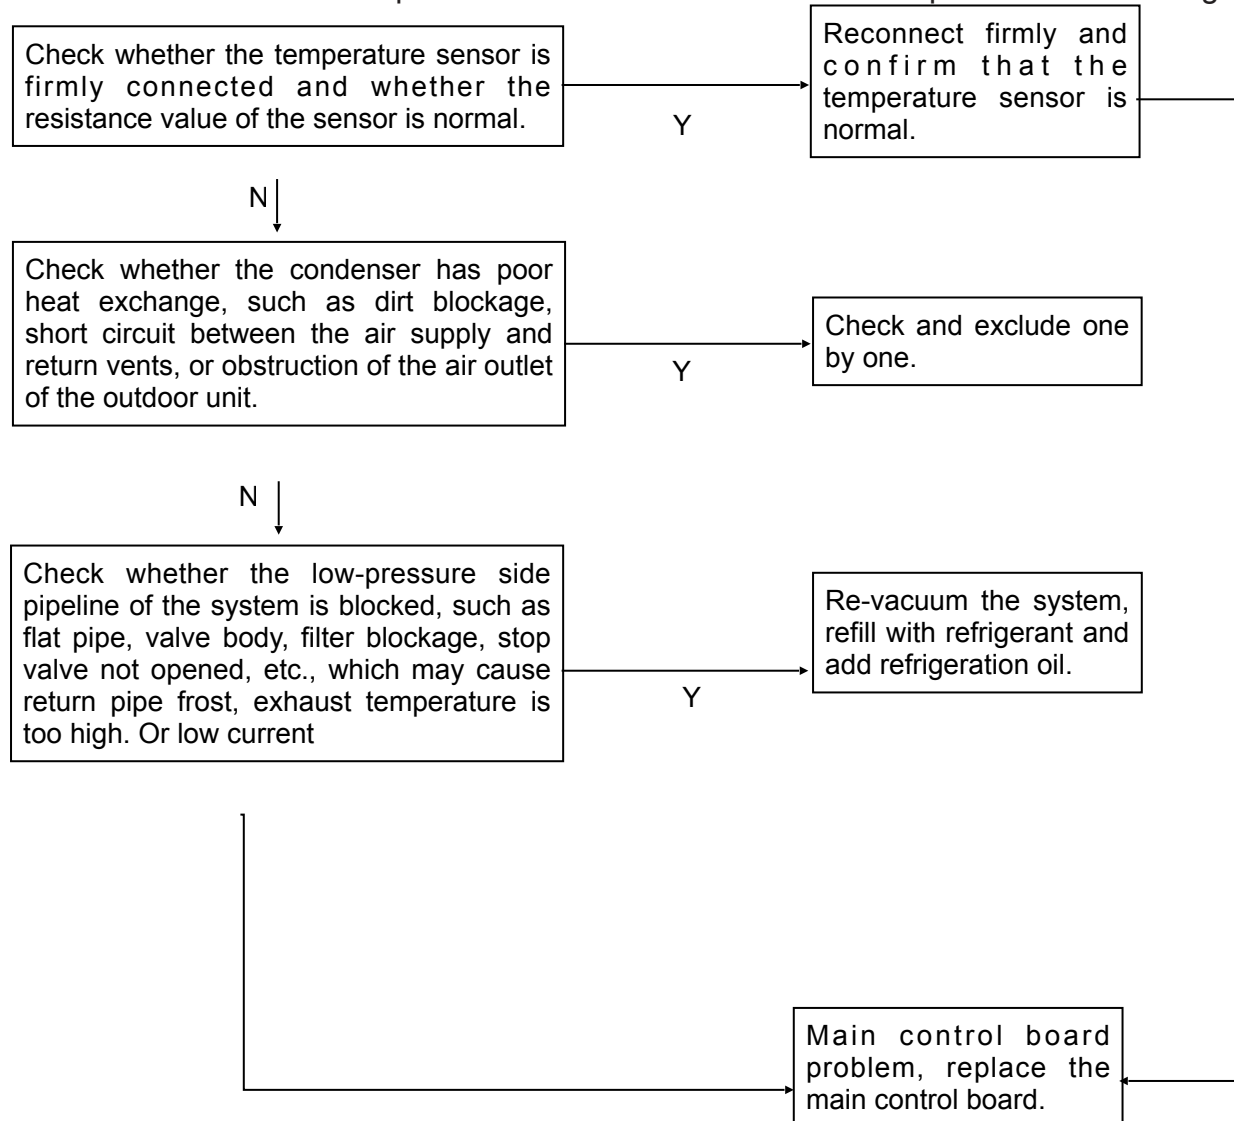 Check whether the temperature sensor is
firmly connected and whether the
resistance value of the sensor is normal.
Y
Reconnect firmly and
confirm that the
temperature sensor is
normal.
N
Check whether the condenser has poor
heat exchange, such as dirt blockage,
short circuit between the air supply and
return vents, or obstruction of the air outlet
of the outdoor unit.
Y
Check and exclude one
by one.
N
Check whether the low-pressure side
pipeline of the system is blocked, such as
flat pipe, valve body, filter blockage, stop
valve not opened, etc., which may cause
return pipe frost, exhaust temperature is
too high. Or low current
Y
Re-vacuum the system,
refill with refrigerant and
add refrigeration oil.
Main control board
problem, replace the
main control board.